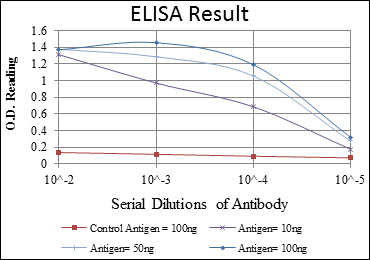 ELISA Result
O.D. Reading
1.6
1.4
1.2
1
0.8
0.6
0.4
0.2
0
10^-2 10^-3 10^-4 10^-5
Serial Dilutions of Antibody
Control Antigen = 100ng Antigen= 10ng
Antigen= 50ng Antigen= 100ng